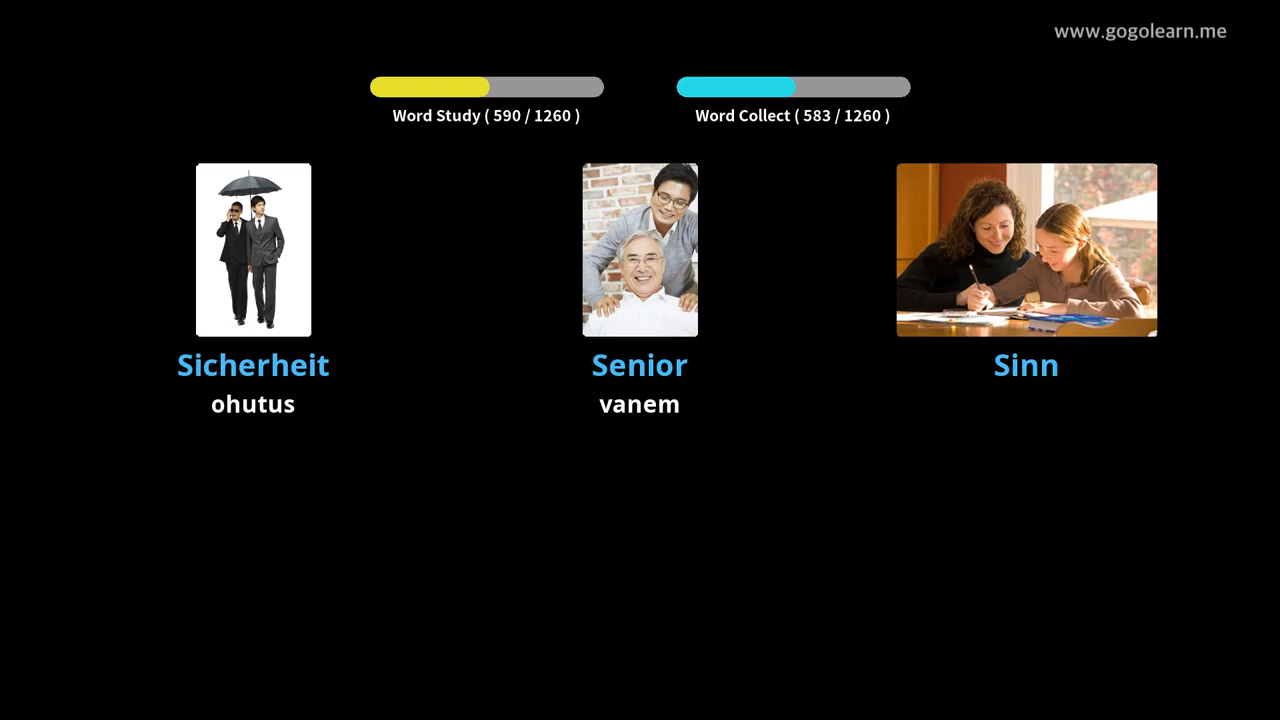 www.gogolearn.me
Word Study ( 590 / 1260 )
Word Collect ( 583 / 1260 )
Sicherheit
ohutus
Senior
vanem
Sinn